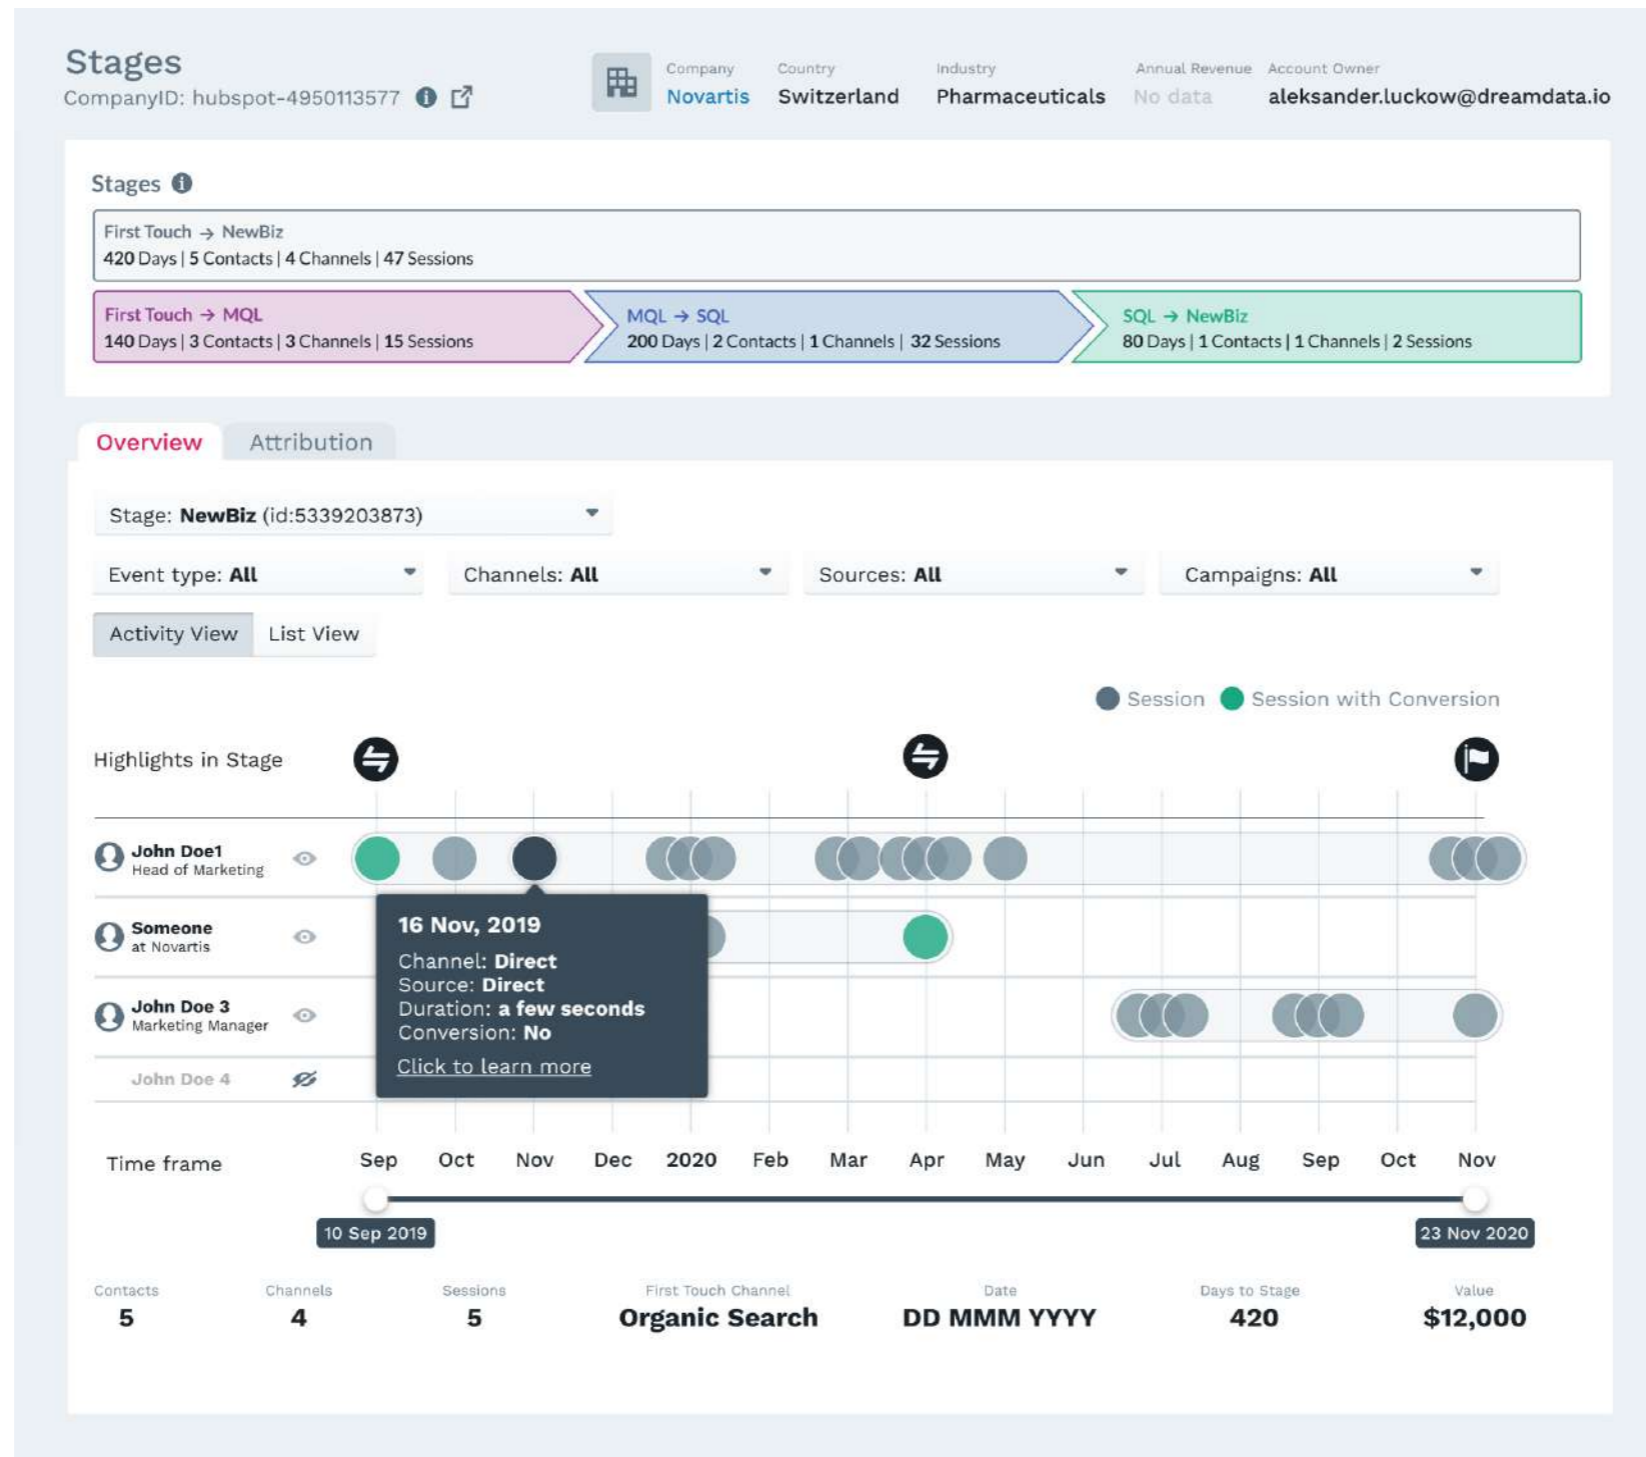 Stages
CompanyID: hubspot-4950113577
Company Country Industry Annual Revenue Account Owner
Novartis Switzerland Pharmaceuticals No data aleksander.luckow@dreamdata.io
Stages
First Touch → NewBiz
420 Days | 5 Contacts | 4 Channels | 47 Sessions
First Touch → MQL
140 Days | 3 Contacts | 3 Channels | 15 Sessions
MQL → SQL
200 Days | 2 Contacts | 1 Channels | 32 Sessions
SQL → NewBiz
80 Days | 1 Contacts | 1 Channels | 2 Sessions
Overview Attribution
Stage: NewBiz (id:5339203873)
Event type: All Channels: All Sources: All Campaigns: All
Activity View List View
Session Session with Conversion
Highlights in Stage
John Doe1
Head of Marketing
Someone
at Novartis
John Doe 3
Marketing Manager
John Doe 4
16 Nov, 2019
Channel: Direct
Source: Direct
Duration: a few seconds
Conversion: No
Click to learn more
Time frame Sep Oct Nov Dec 2020 Feb Mar Apr May Jun Jul Aug Sep Oct Nov
10 Sep 2019 23 Nov 2020
Contacts Channels Sessions First Touch Channel Date Days to Stage Value
5 4 5 Organic Search DD MMM YYYY 420 $12,000